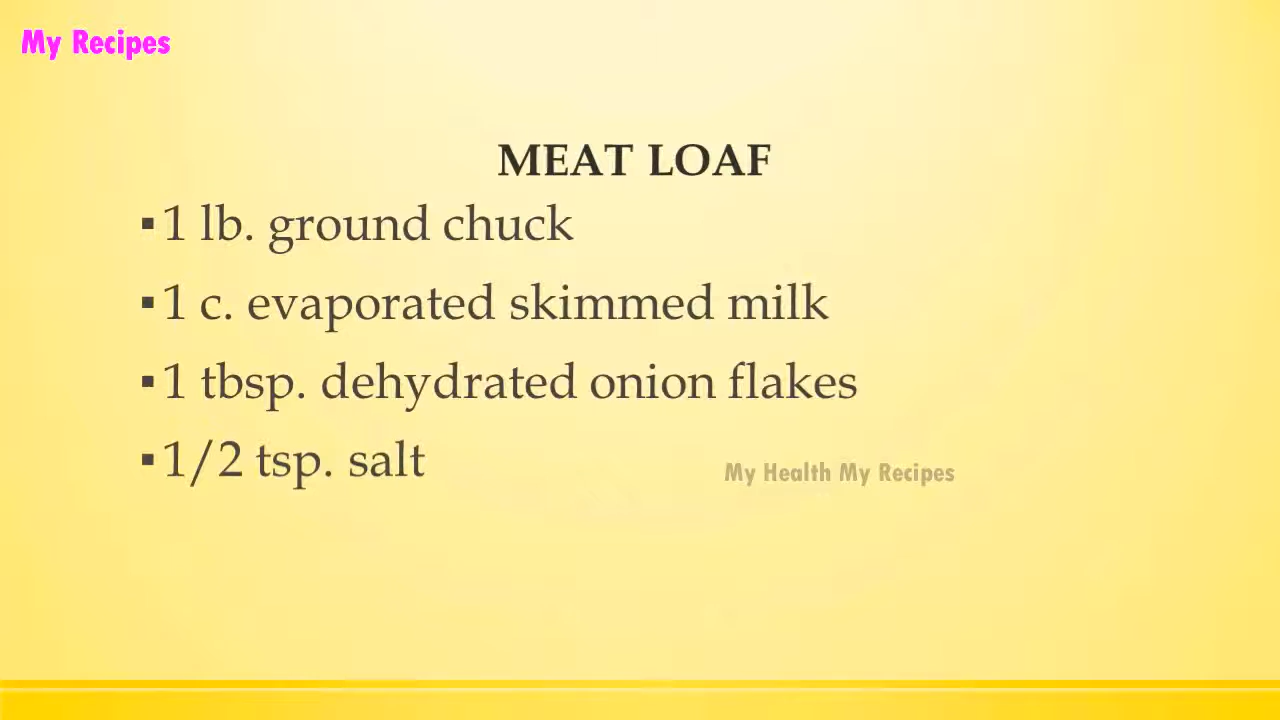 My Recipes
MEAT LOAF
▪1 lb. ground chuck
▪1 c. evaporated skimmed milk
▪1 tbsp. dehydrated onion flakes
▪1/2 tsp. salt
My Health My Recipes